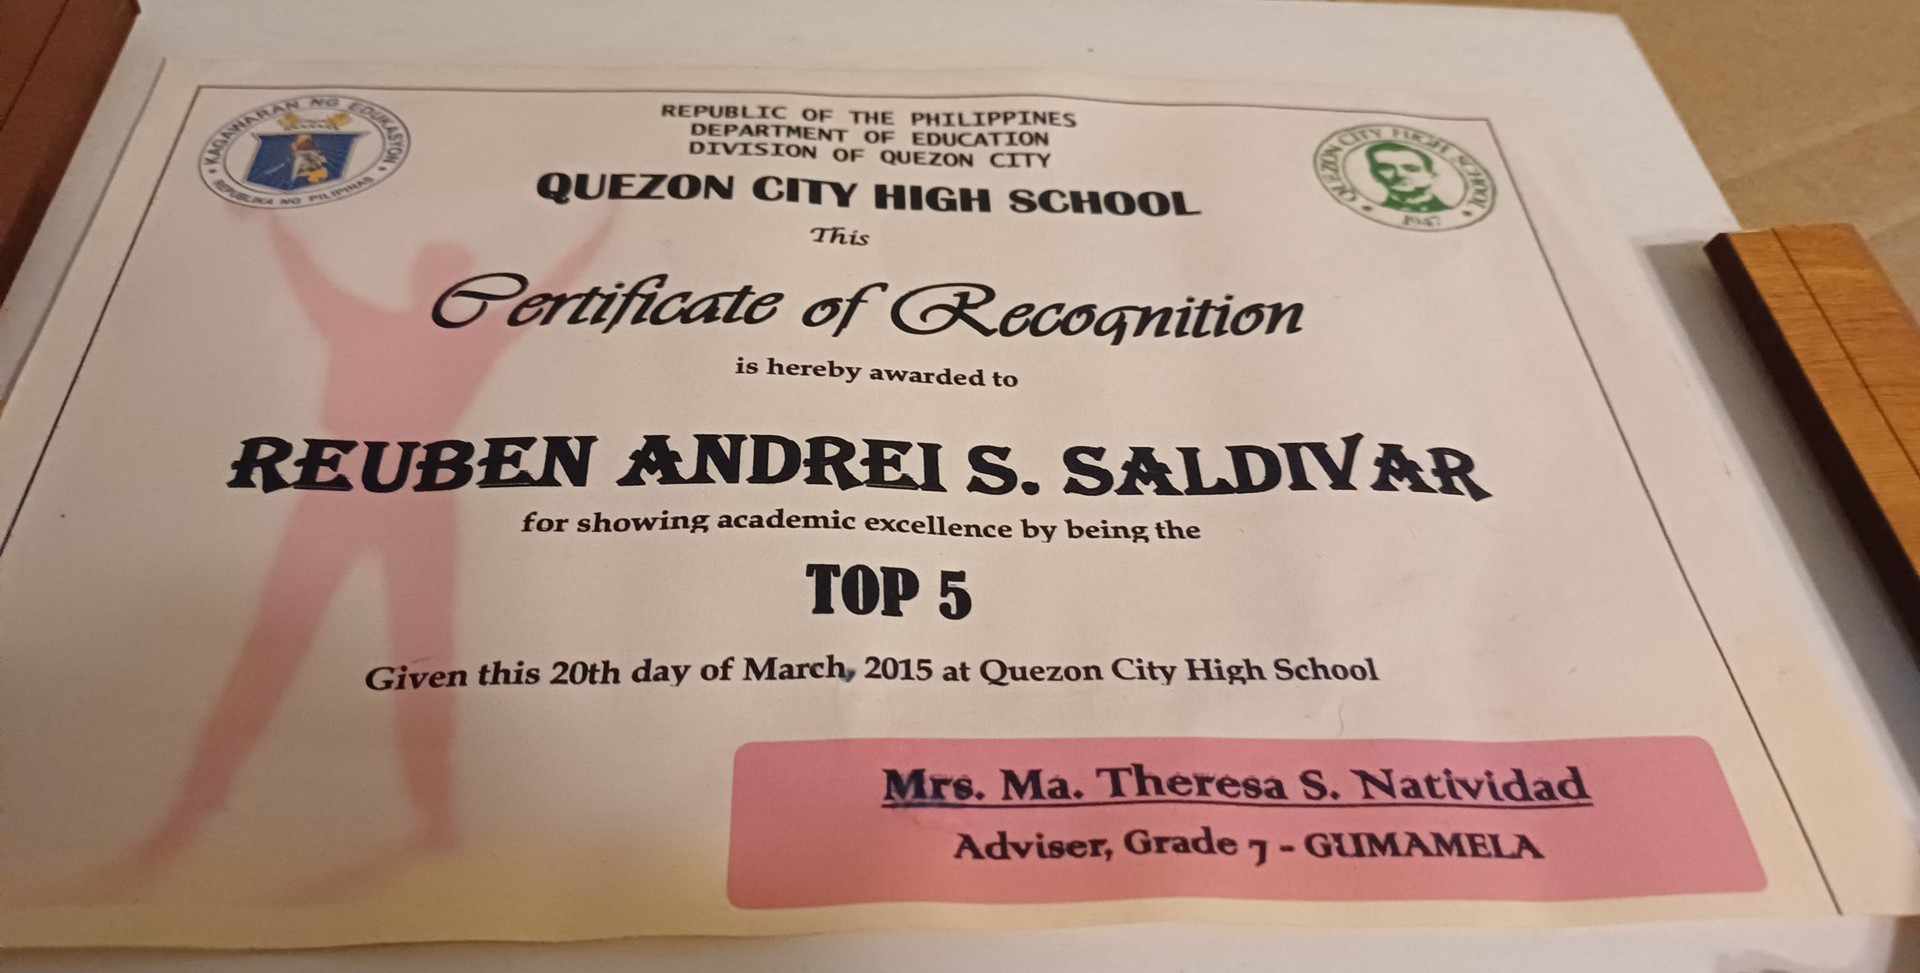 REPUBLIC OF THE PHILIPPINES
DEPARTMENT OF EDUCATION
DIVISION OF QUEZON CITY
QUEZON CITY HIGH SCHOOL
KAGAWARAN NG EDUKASYON
REPUBLIKA NG PILIPINAS
QUEZON CITY HIGH SCHOOL
1967
This
Certificate of Recognition
is hereby awarded to
REUBEN ANDREI S. SALDIVAR
for showing academic excellence by being the
TOP 5
Given this 20th day of March, 2015 at Quezon City High School
Mrs. Ma. Theresa S. Natividad
Adviser, Grade 7 - GUMAMELA